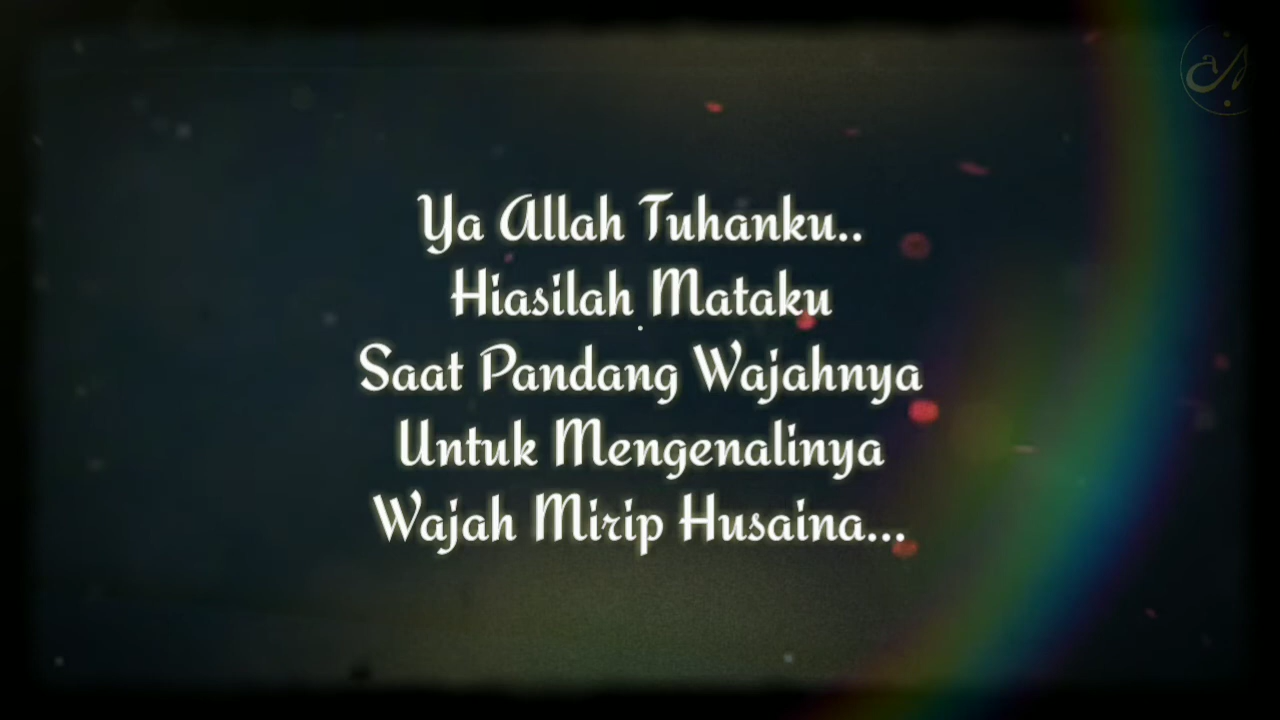 Ya Allah Tuhanku..
Hiasilah Mataku
Saat Pandang Wajahnya
Untuk Mengenalinya
Wajah Mirip Husaina...